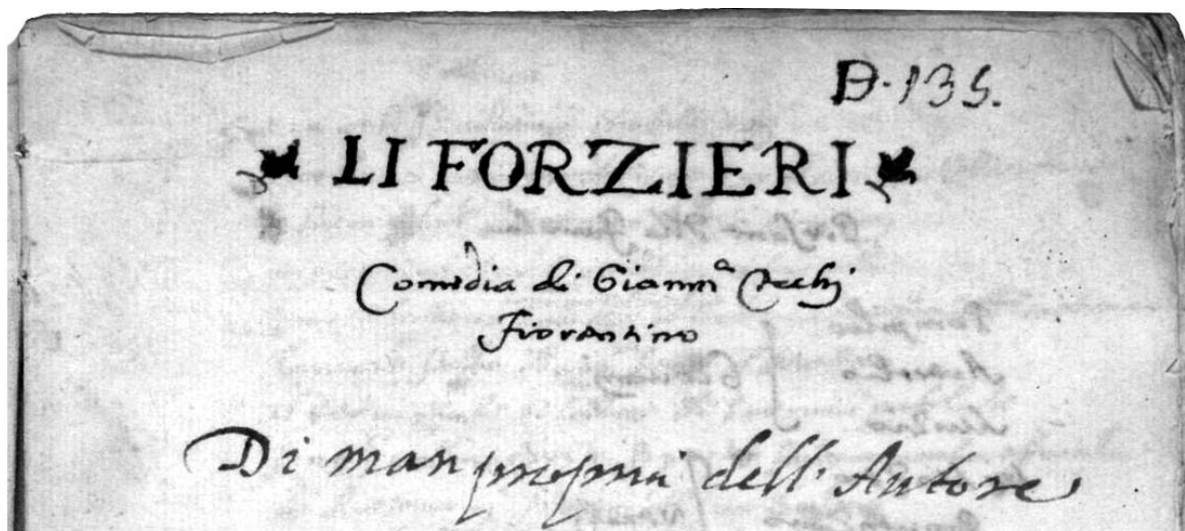 D·135.
LI FORZIERI
Comedia di Gianm.ª Cecchi
Fiorentino
Di man propria dell' Autore